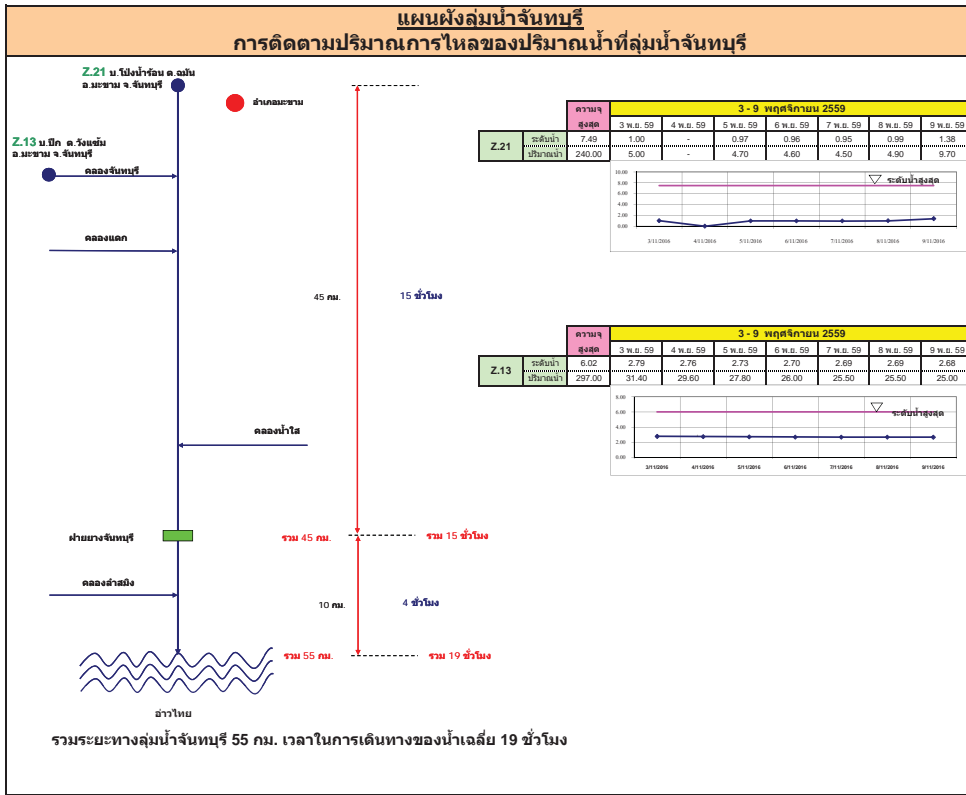 แผนผังลุ่มน้ำจันทบุรี
การติดตามปริมาณการไหลของปริมาณน้ำที่ลุ่มน้ำจันทบุรี
Z.21 บ.โป่งน้ำร้อน ต.ฉมัน
อ.มะขาม จ.จันทบุรี
อำเภอมะขาม
Z.13 บ.ปึก ต.วังแซ้ม
อ.มะขาม จ.จันทบุรี
คลองจันทบุรี
คลองแตก
45 กม. 15 ชั่วโมง
คลองน้ำใส
ฝายยางจันทบุรี
รวม 45 กม. รวม 15 ชั่วโมง
คลองลำสมิง
10 กม. 4 ชั่วโมง
รวม 55 กม. รวม 19 ชั่วโมง
อ่าวไทย
รวมระยะทางลุ่มน้ำจันทบุรี 55 กม. เวลาในการเดินทางของน้ำเฉลี่ย 19 ชั่วโมง
ความจุ 3 - 9 พฤศจิกายน 2559
สูงสุด 3 พ.ย. 59 4 พ.ย. 59 5 พ.ย. 59 6 พ.ย. 59 7 พ.ย. 59 8 พ.ย. 59 9 พ.ย. 59
Z.21 ระดับน้ำ 7.49 1.00 - 0.97 0.96 0.95 0.99 1.38
ปริมาณน้ำ 240.00 5.00 - 4.70 4.60 4.50 4.90 9.70
10.00
8.00
6.00
4.00
2.00
0.00
ระดับน้ำสูงสุด
3/11/2016 4/11/2016 5/11/2016 6/11/2016 7/11/2016 8/11/2016 9/11/2016
ความจุ 3 - 9 พฤศจิกายน 2559
สูงสุด 3 พ.ย. 59 4 พ.ย. 59 5 พ.ย. 59 6 พ.ย. 59 7 พ.ย. 59 8 พ.ย. 59 9 พ.ย. 59
Z.13 ระดับน้ำ 6.02 2.79 2.76 2.73 2.70 2.69 2.69 2.68
ปริมาณน้ำ 297.00 31.40 29.60 27.80 26.00 25.50 25.50 25.00
8.00
6.00
4.00
2.00
0.00
ระดับน้ำสูงสุด
3/11/2016 4/11/2016 5/11/2016 6/11/2016 7/11/2016 8/11/2016 9/11/2016